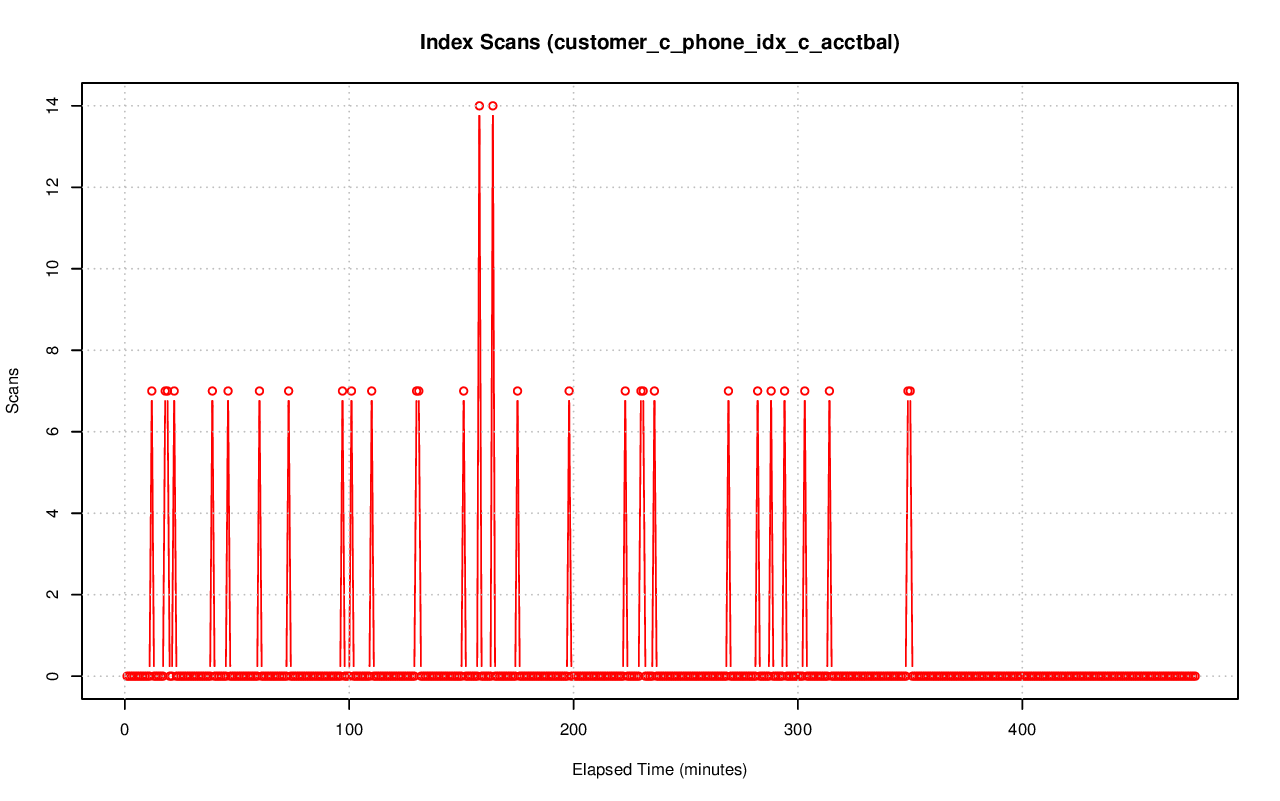 Index Scans (customer_c_phone_idx_c_acctbal)
Scans
14
12
10
8
6
4
2
0
0 100 200 300 400
Elapsed Time (minutes)